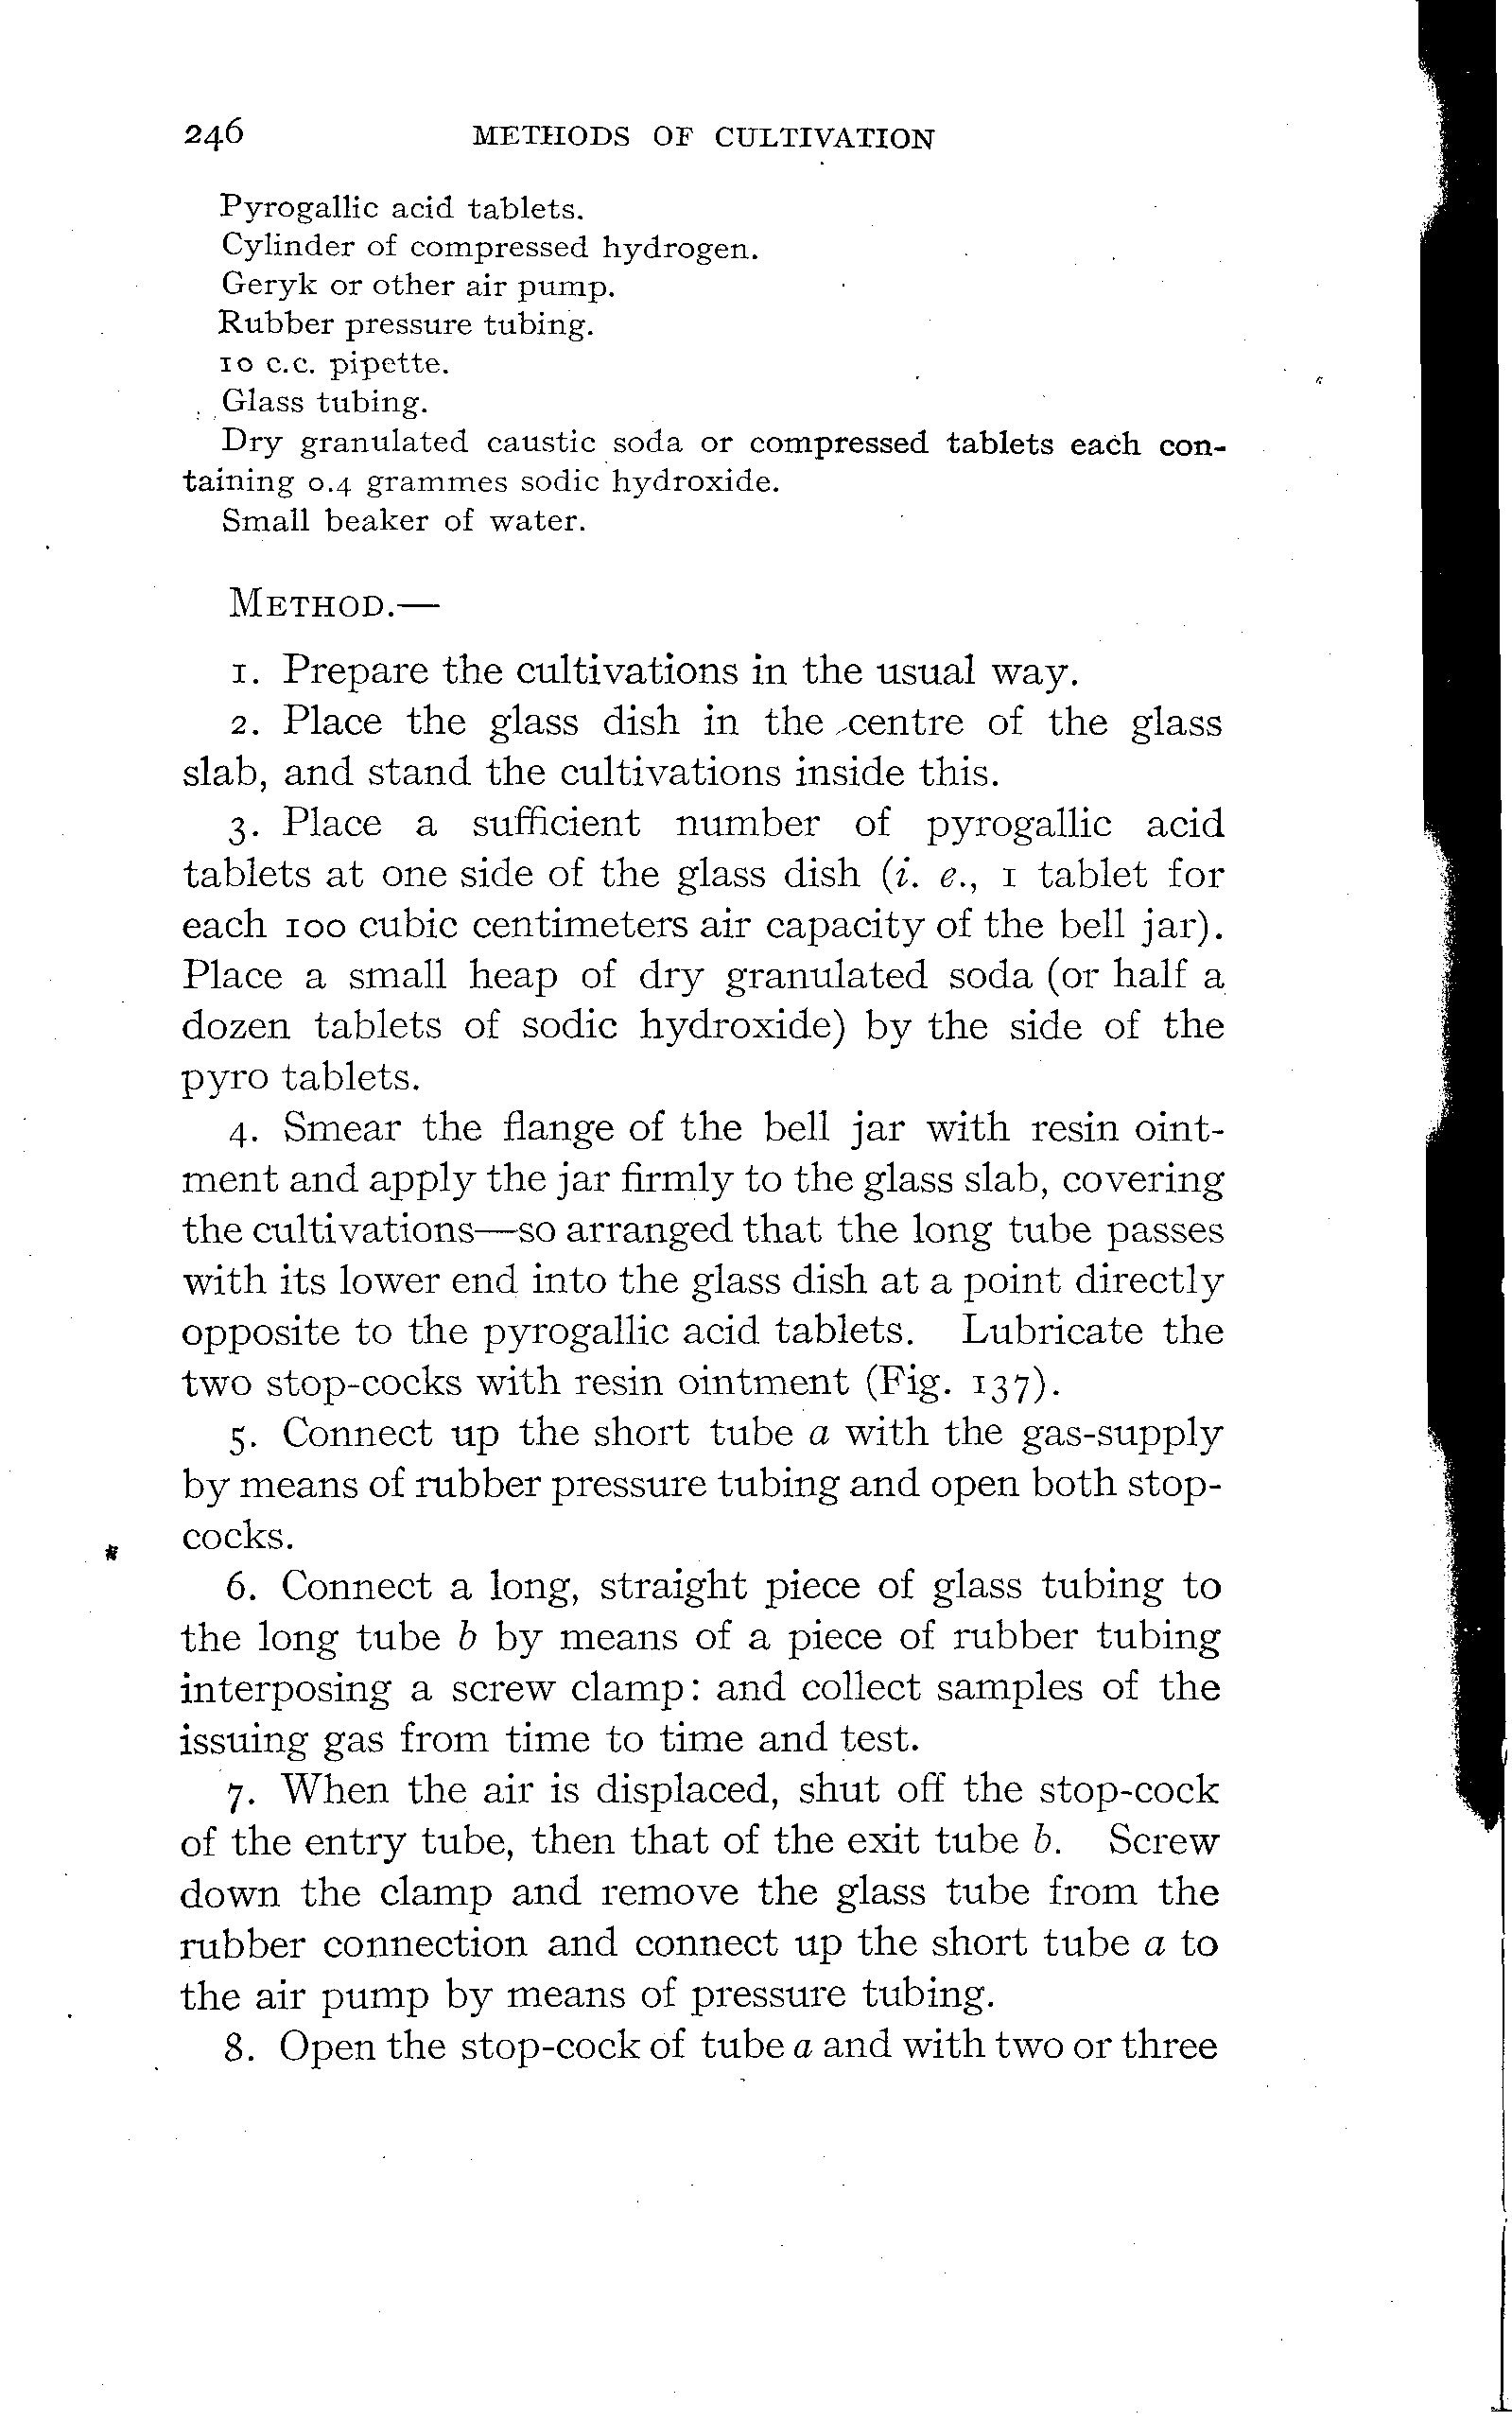 246 METHODS OF CULTIVATION
Pyrogallic acid tablets.
Cylinder of compressed hydrogen.
Geryk or other air pump.
Rubber pressure tubing.
10 c.c. pipette.
Glass tubing.
Dry granulated caustic soda or compressed tablets each con-
taining 0.4 grammes sodic hydroxide.
Small beaker of water.
METHOD.—
1. Prepare the cultivations in the usual way.
2. Place the glass dish in the centre of the glass
slab, and stand the cultivations inside this.
3. Place a sufficient number of pyrogallic acid
tablets at one side of the glass dish (i. e., 1 tablet for
each 100 cubic centimeters air capacity of the bell jar).
Place a small heap of dry granulated soda (or half a
dozen tablets of sodic hydroxide) by the side of the
pyro tablets.
4. Smear the flange of the bell jar with resin oint-
ment and apply the jar firmly to the glass slab, covering
the cultivations—so arranged that the long tube passes
with its lower end into the glass dish at a point directly
opposite to the pyrogallic acid tablets. Lubricate the
two stop-cocks with resin ointment (Fig. 137).
5. Connect up the short tube a with the gas-supply
by means of rubber pressure tubing and open both stop-
cocks.
6. Connect a long, straight piece of glass tubing to
the long tube b by means of a piece of rubber tubing
interposing a screw clamp: and collect samples of the
issuing gas from time to time and test.
7. When the air is displaced, shut off the stop-cock
of the entry tube, then that of the exit tube b. Screw
down the clamp and remove the glass tube from the
rubber connection and connect up the short tube a to
the air pump by means of pressure tubing.
8. Open the stop-cock of tube a and with two or three